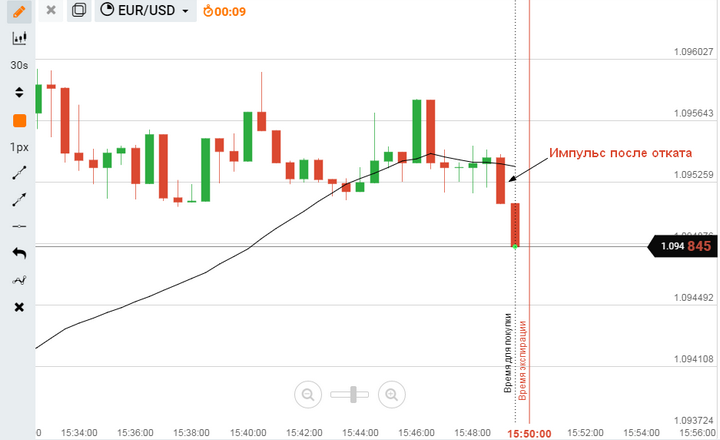 EUR/USD 00:09
30s
1px
1.096027
1.095643
1.095259
1.094876
1.094 845
1.094492
1.094108
1.093724
Импульс после отката
Время для покупки
Время экспирации
0 15:34:00 15:36:00 15:38:00 15:40:00 15:42:00 15:44:00 15:46:00 15:48:00 15:50:00 15:52:00 15:54:00 15:56:00